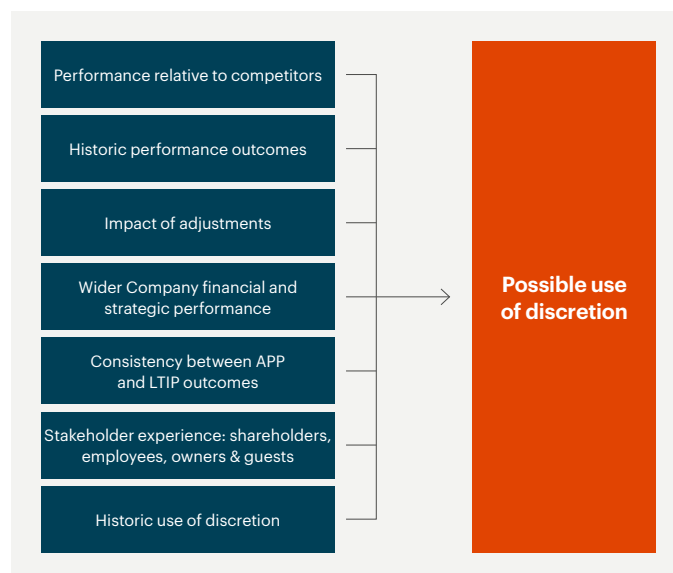 Performance relative to competitors
Historic performance outcomes
Impact of adjustments
Wider Company financial and
strategic performance
Consistency between APP
and LTIP outcomes
Stakeholder experience: shareholders,
employees, owners & guests
Historic use of discretion
Possible use
of discretion